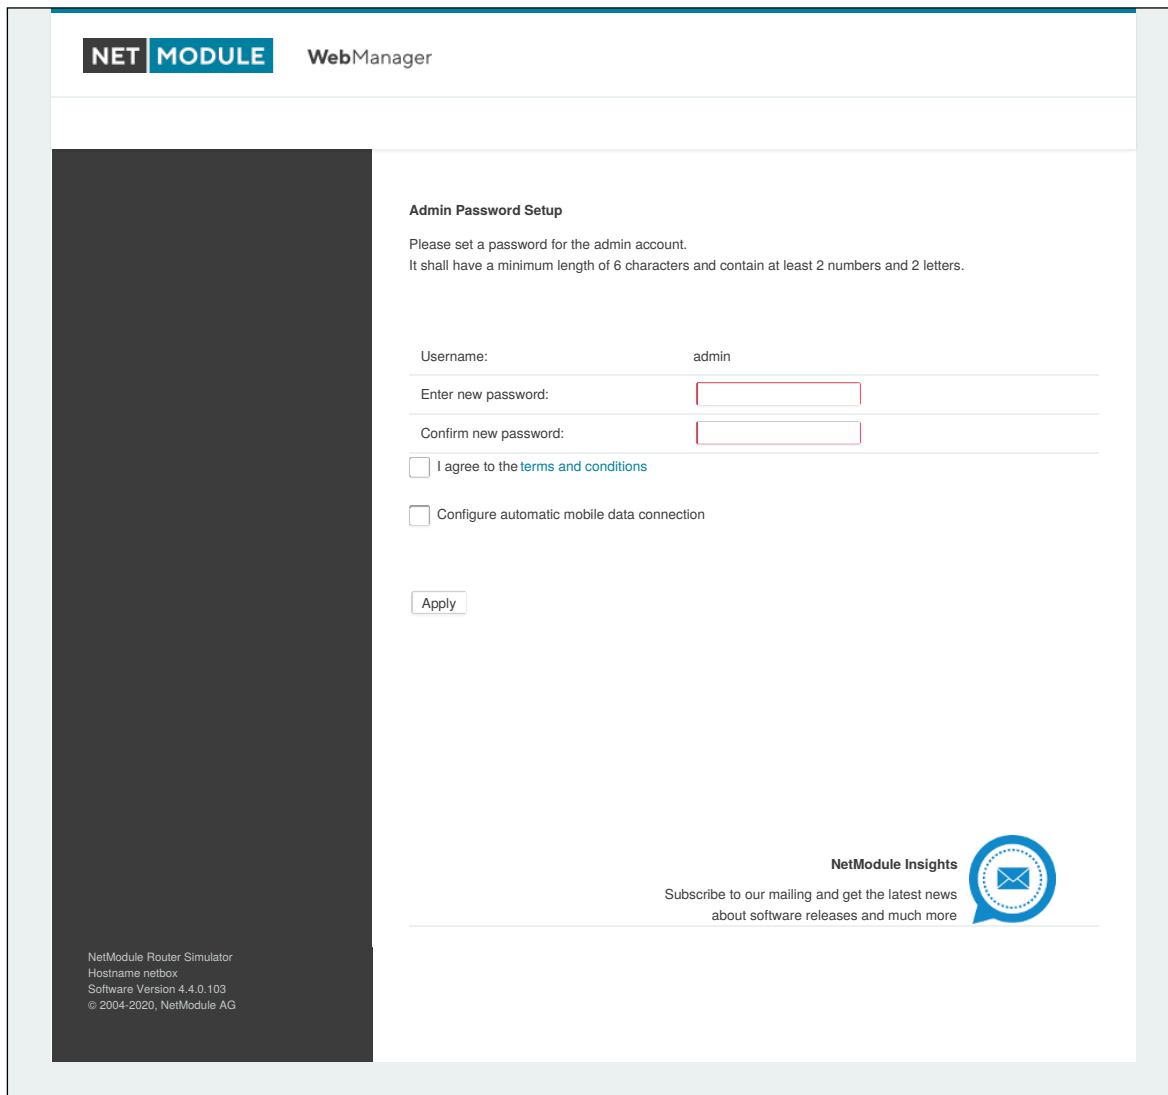 NET MODULE WebManager
Admin Password Setup
Please set a password for the admin account.
It shall have a minimum length of 6 characters and contain at least 2 numbers and 2 letters.
Username: admin
Enter new password:
Confirm new password:
I agree to the terms and conditions
Configure automatic mobile data connection
Apply
NetModule Insights
Subscribe to our mailing and get the latest news
about software releases and much more
NetModule Router Simulator
Hostname netbox
Software Version 4.4.0.103
© 2004-2020, NetModule AG